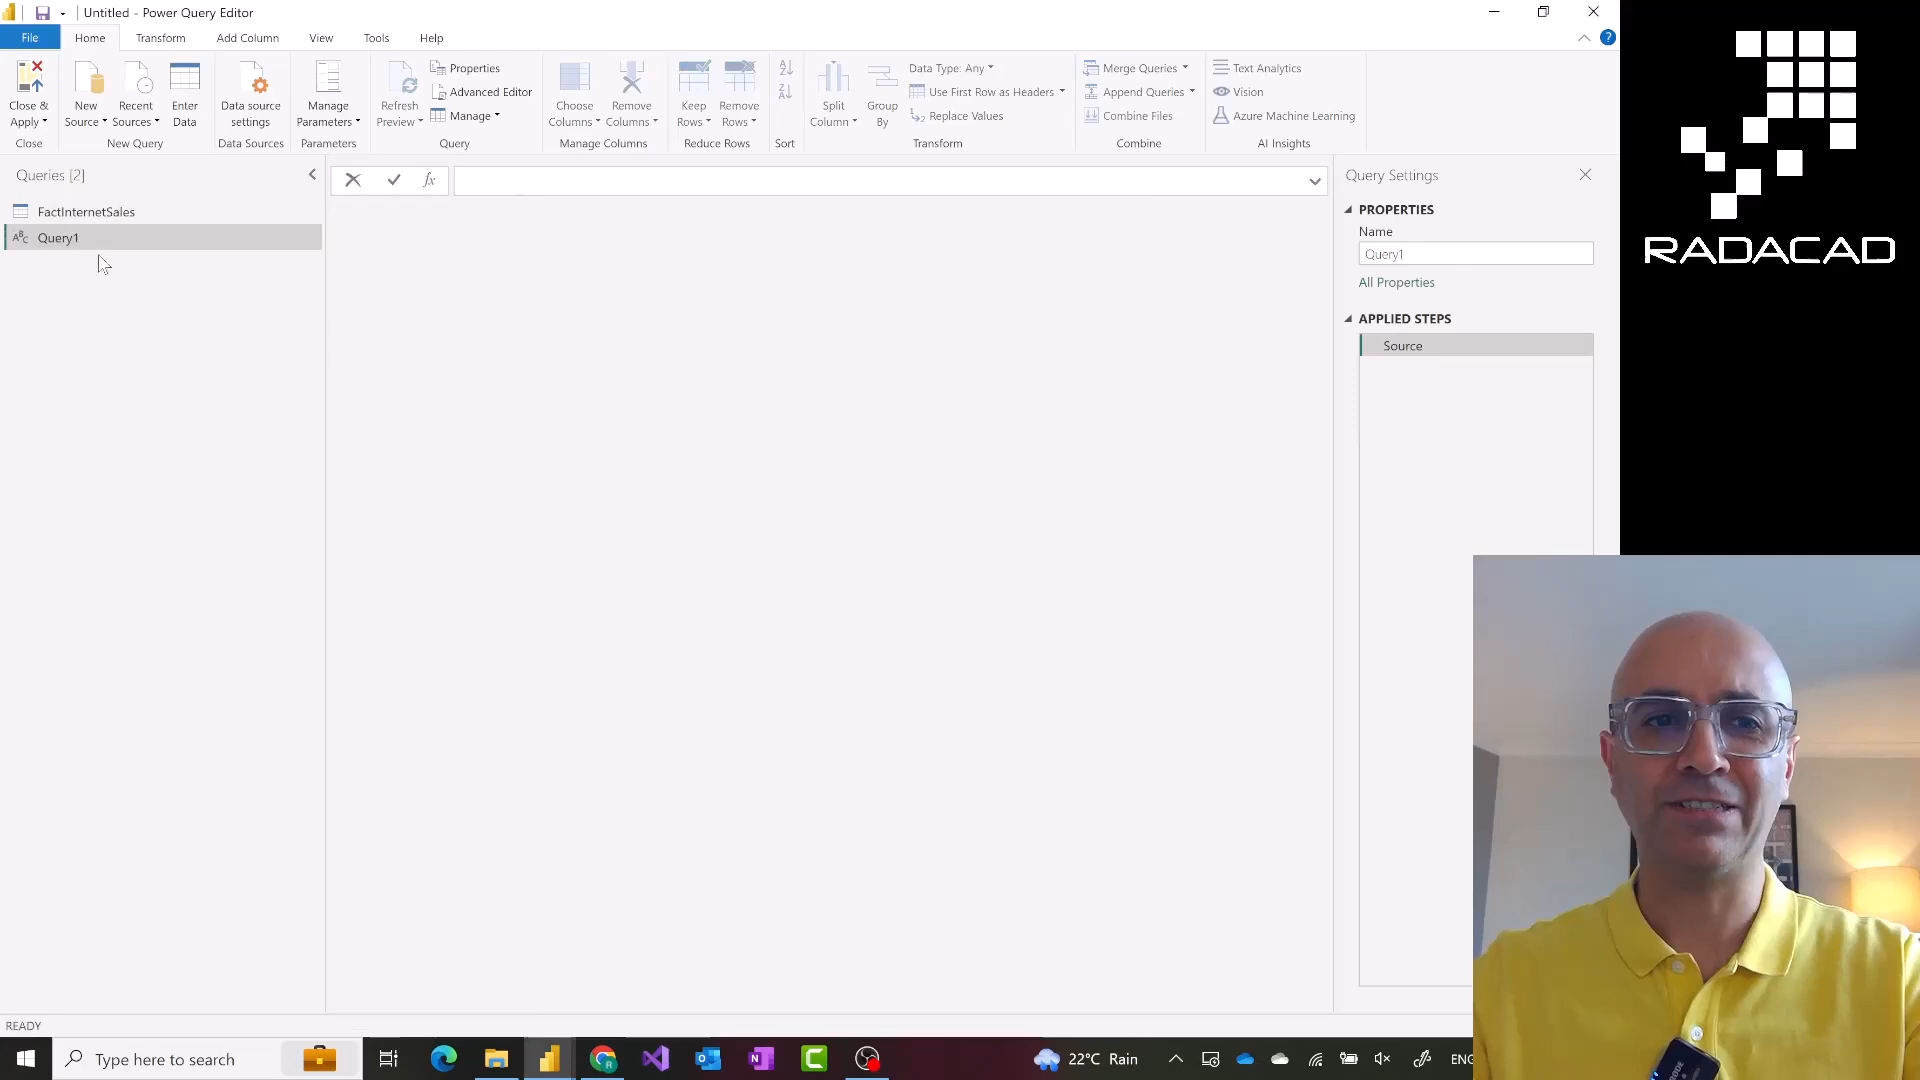 Untitled - Power Query Editor
File
Home
Transform
Add Column
View
Tools
Help
Close &
Apply
Close
New
Source
Recent
Sources
Enter
Data
New Query
Data source
settings
Data Sources
Manage
Parameters
Parameters
Refresh
Preview
Properties
Advanced Editor
Manage
Query
Choose
Columns
Remove
Columns
Manage Columns
Keep
Rows
Remove
Rows
Reduce Rows
Sort
Split
Column
Group
By
Data Type: Any
Use First Row as Headers
Replace Values
Transform
Merge Queries
Append Queries
Combine Files
Combine
Text Analytics
Vision
Azure Machine Learning
AI Insights
Queries [2]
FactInternetSales
Query1
fx
Query Settings
PROPERTIES
Name
Query1
All Properties
APPLIED STEPS
Source
RADACAD
READY
Type here to search
22°C Rain
ENG